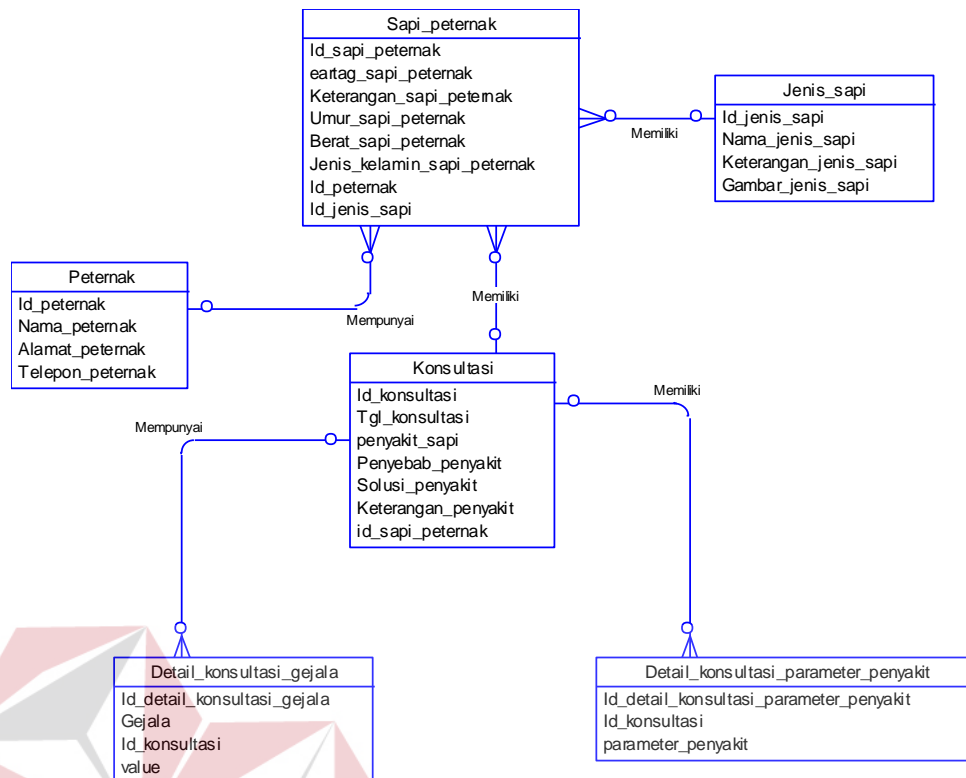 Sapi_peternak
Id_sapi_peternak
eartag_sapi_peternak
Keterangan_sapi_peternak
Umur_sapi_peternak
Berat_sapi_peternak
Jenis_kelamin_sapi_peternak
Id_peternak
Id_jenis_sapi
Memiliki
Jenis_sapi
Id_jenis_sapi
Nama_jenis_sapi
Keterangan_jenis_sapi
Gambar_jenis_sapi
Peternak
Id_peternak
Nama_peternak
Alamat_peternak
Telepon_peternak
Mempunyai
Memiliki
Konsultasi
Id_konsultasi
Tgl_konsultasi
penyakit_sapi
Penyebab_penyakit
Solusi_penyakit
Keterangan_penyakit
id_sapi_peternak
Mempunyai
Memiliki
Detail_konsultasi_gejala
Id_detail_konsultasi_gejala
Gejala
Id_konsultasi
value
Detail_konsultasi_parameter_penyakit
Id_detail_konsultasi_parameter_penyakit
Id_konsultasi
parameter_penyakit